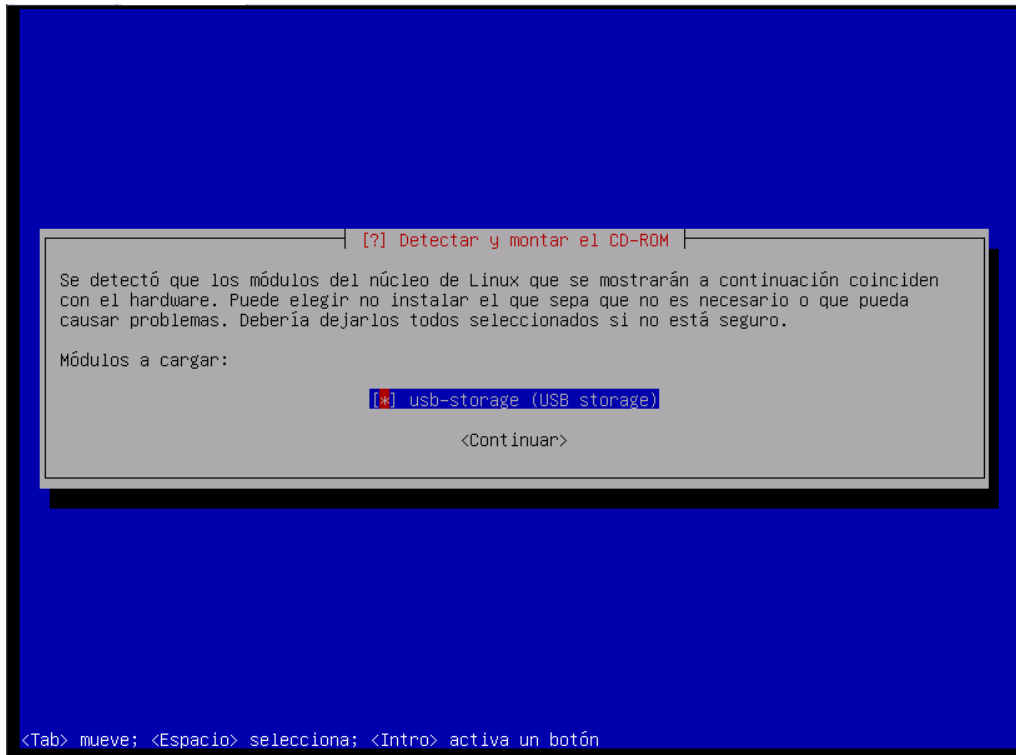 [?] Detectar y montar el CD-ROM
Se detectó que los módulos del núcleo de Linux que se mostrarán a continuación coinciden
con el hardware. Puede elegir no instalar el que sepa que no es necesario o que pueda
causar problemas. Debería dejarlos todos seleccionados si no está seguro.
Módulos a cargar:
[*] usb-storage (USB storage)
<Continuar>
<Tab> mueve; <Espacio> selecciona; <Intro> activa un botón